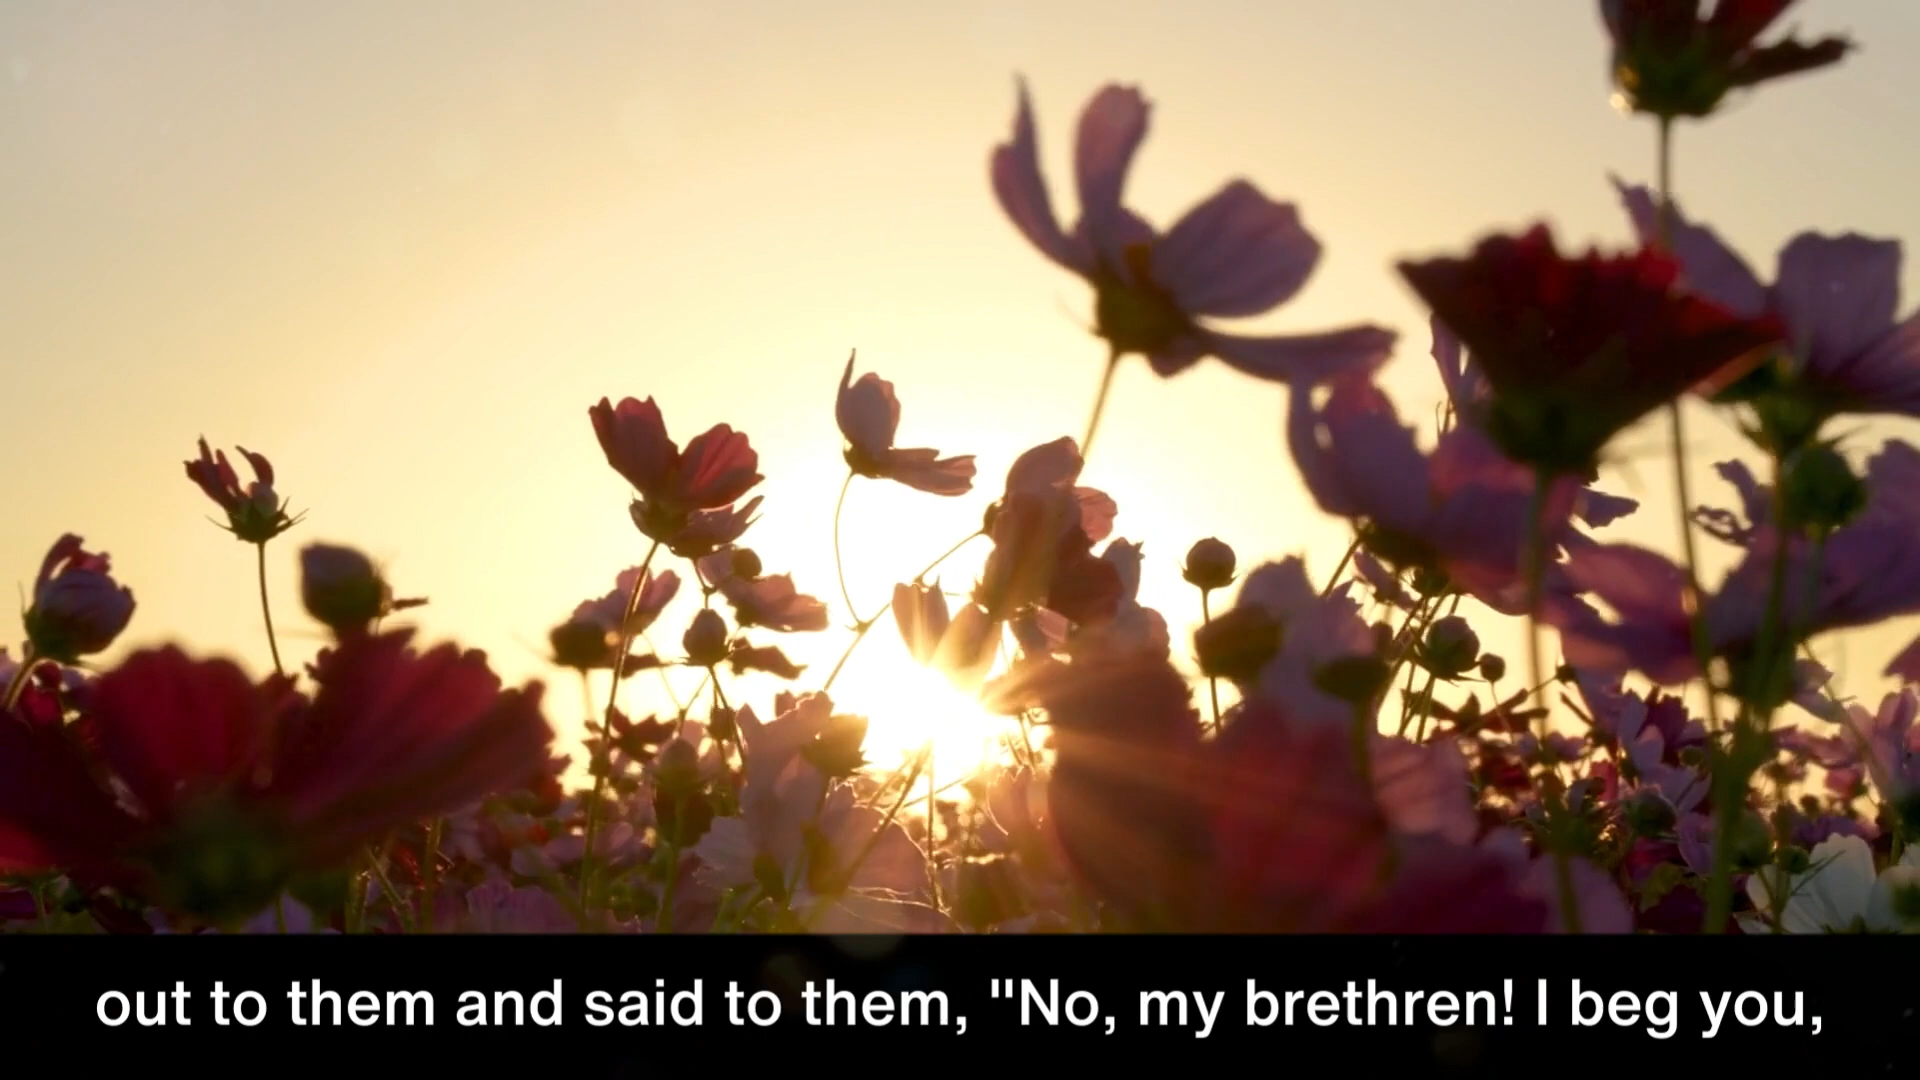 out to them and said to them, "No, my brethren! I beg you,